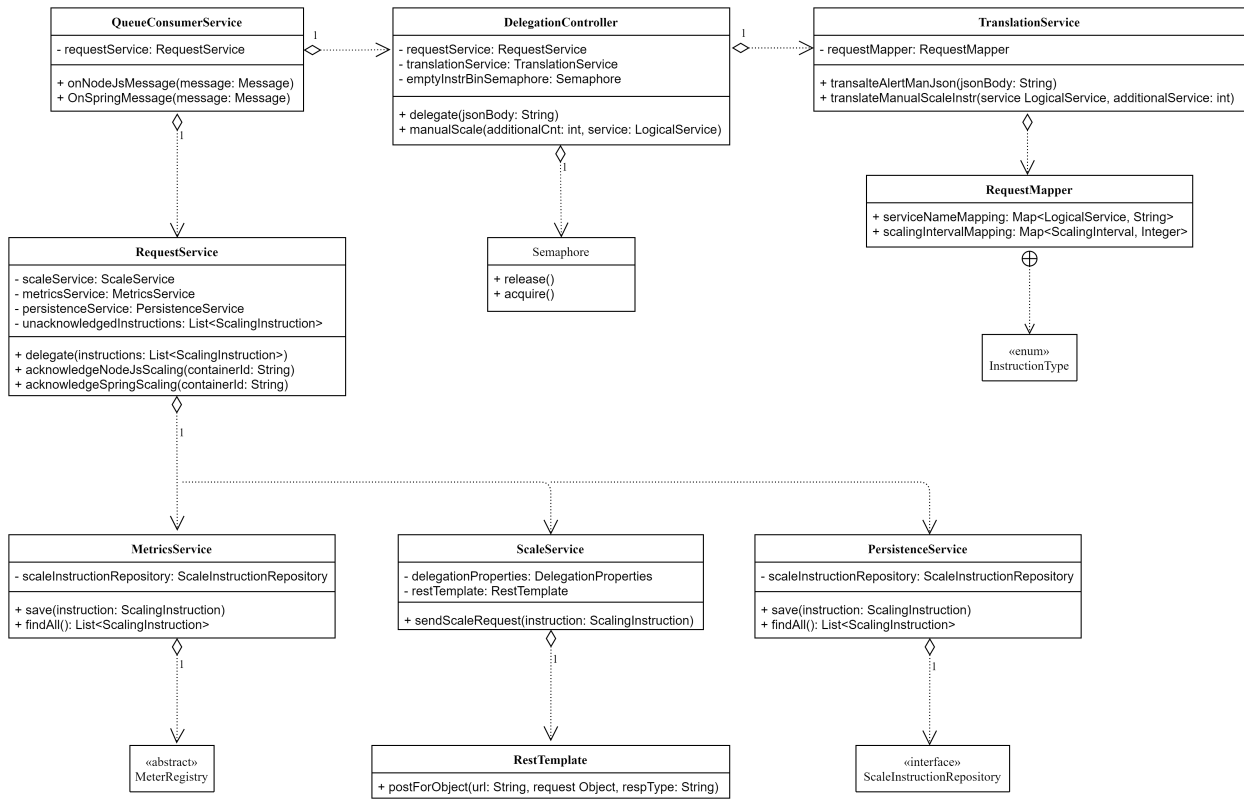 QueueConsumerService
- requestService: RequestService
+ onNodeJsMessage(message: Message)
+ OnSpringMessage(message: Message)
1
DelegationController
- requestService: RequestService
- translationService: TranslationService
- emptyInstrBinSemaphore: Semaphore
+ delegate(jsonBody: String)
+ manualScale(additionalCnt: int, service: LogicalService)
1
TranslationService
- requestMapper: RequestMapper
+ transalteAlertManJson(jsonBody: String)
+ translateManualScaleInstr(service LogicalService, additionalService: int)
1
1
RequestMapper
+ serviceNameMapping: Map<LogicalService, String>
+ scalingIntervalMapping: Map<ScalingInterval, Integer>
RequestService
- scaleService: ScaleService
- metricsService: MetricsService
- persistenceService: PersistenceService
- unacknowledgedInstructions: List<ScalingInstruction>
+ delegate(instructions: List<ScalingInstruction>)
+ acknowledgeNodeJsScaling(containerId: String)
+ acknowledgeSpringScaling(containerId: String)
Semaphore
+ release()
+ acquire()
«enum»
InstructionType
1
MetricsService
- scaleInstructionRepository: ScaleInstructionRepository
+ save(instruction: ScalingInstruction)
+ findAll(): List<ScalingInstruction>
ScaleService
- delegationProperties: DelegationProperties
- restTemplate: RestTemplate
+ sendScaleRequest(instruction: ScalingInstruction)
PersistenceService
- scaleInstructionRepository: ScaleInstructionRepository
+ save(instruction: ScalingInstruction)
+ findAll(): List<ScalingInstruction>
1
1
1
«abstract»
MeterRegistry
RestTemplate
+ postForObject(url: String, request Object, respType: String)
«interface»
ScaleInstructionRepository